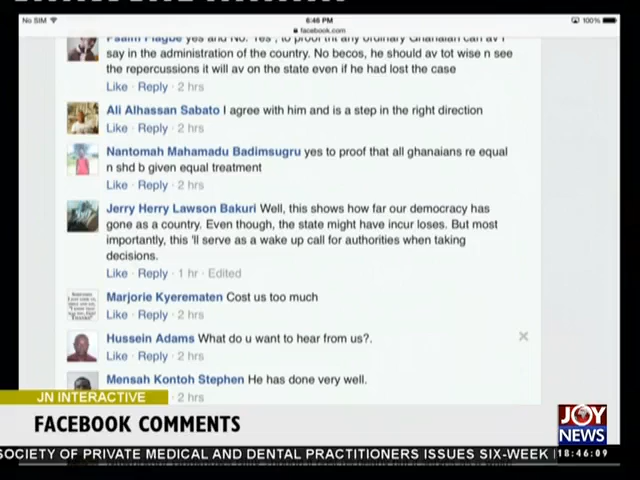 No SIM 6:46 PM 100%
facebook.com
Psalm Flagbe yes and No. Yes , to proof tht any ordinary Ghanaian can av I
say in the administration of the country. No becos, he should av tot wise n see
the repercussions it will av on the state even if he had lost the case
Like · Reply · 2 hrs
Ali Alhassan Sabato I agree with him and is a step in the right direction
Like · Reply · 2 hrs
Nantomah Mahamadu Badimsugru yes to proof that all ghanaians re equal
n shd b given equal treatment
Like · Reply · 2 hrs
Jerry Herry Lawson Bakuri Well, this shows how far our democracy has
gone as a country. Even though, the state might have incur loses. But most
importantly, this 'll serve as a wake up call for authorities when taking
decisions.
Like · Reply · 1 hr · Edited
Marjorie Kyerematen Cost us too much
Like · Reply · 2 hrs
Hussein Adams What do u want to hear from us?.
Like · Reply · 2 hrs
Mensah Kontoh Stephen He has done very well.
2 hrs
JN INTERACTIVE
FACEBOOK COMMENTS
JOY
NEWS
SOCIETY OF PRIVATE MEDICAL AND DENTAL PRACTITIONERS ISSUES SIX-WEEK
18:46:09